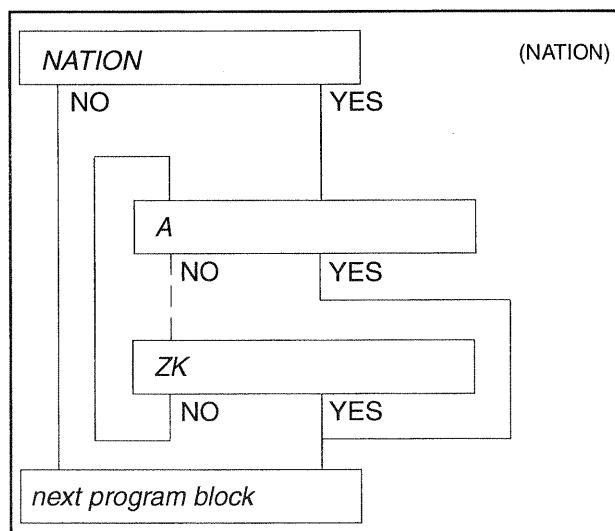 NATION
(NATION)
NO YES
A
NO YES
ZK
NO YES
next program block